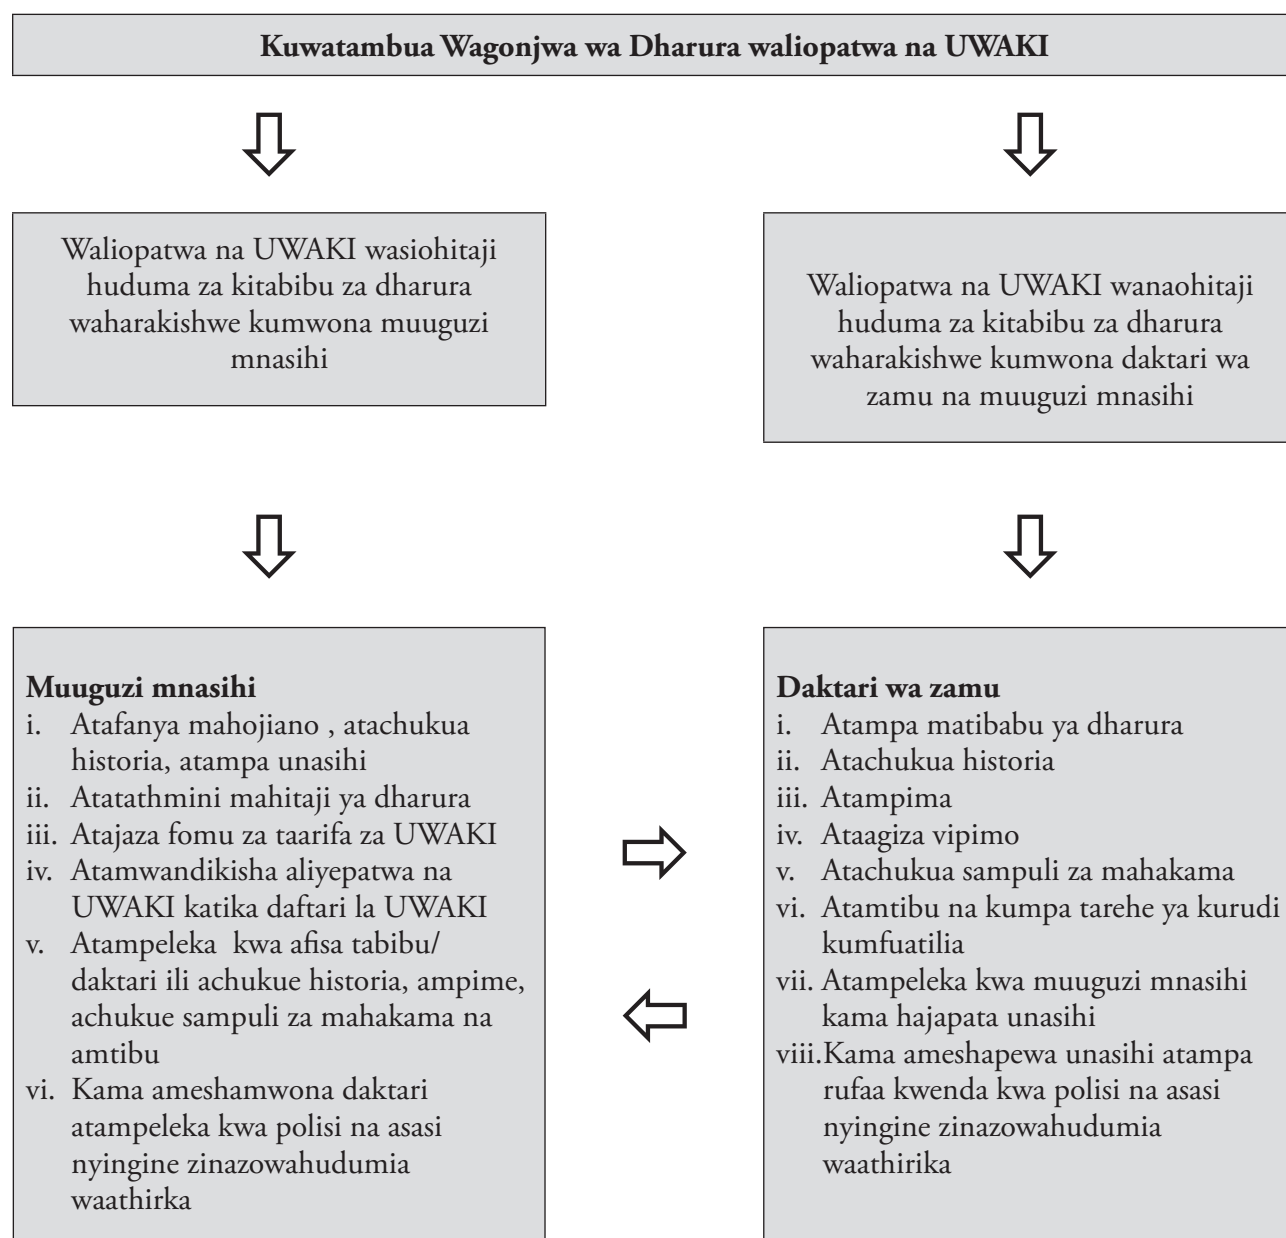 Kuwatambua Wagonjwa wa Dharura waliopatwa na UWAKI
Waliopatwa na UWAKI wasiohitaji
huduma za kitabibu za dharura
waharakishwe kumwona muuguzi
mnasihi
Waliopatwa na UWAKI wanaohitaji
huduma za kitabibu za dharura
waharakishwe kumwona daktari wa
zamu na muuguzi mnasihi
Muuguzi mnasihi
i. Atafanya mahojiano , atachukua
historia, atampa unasihi
ii. Atatathmini mahitaji ya dharura
iii. Atajaza fomu za taarifa za UWAKI
iv. Atamwandikisha aliyepatwa na
UWAKI katika daftari la UWAKI
v. Atampeleka kwa afisa tabibu/
daktari ili achukue historia, ampime,
achukue sampuli za mahakama na
amtibu
vi. Kama ameshamwona daktari
atampeleka kwa polisi na asasi
nyingine zinazowahudumia
waathirka
Daktari wa zamu
i. Atampa matibabu ya dharura
ii. Atachukua historia
iii. Atampima
iv. Ataagiza vipimo
v. Atachukua sampuli za mahakama
vi. Atamtibu na kumpa tarehe ya kurudi
kumfuatilia
vii. Atampeleka kwa muuguzi mnasihi
kama hajapata unasihi
viii.Kama ameshapewa unasihi atampa
rufaa kwenda kwa polisi na asasi
nyingine zinazowahudumia
waathirika